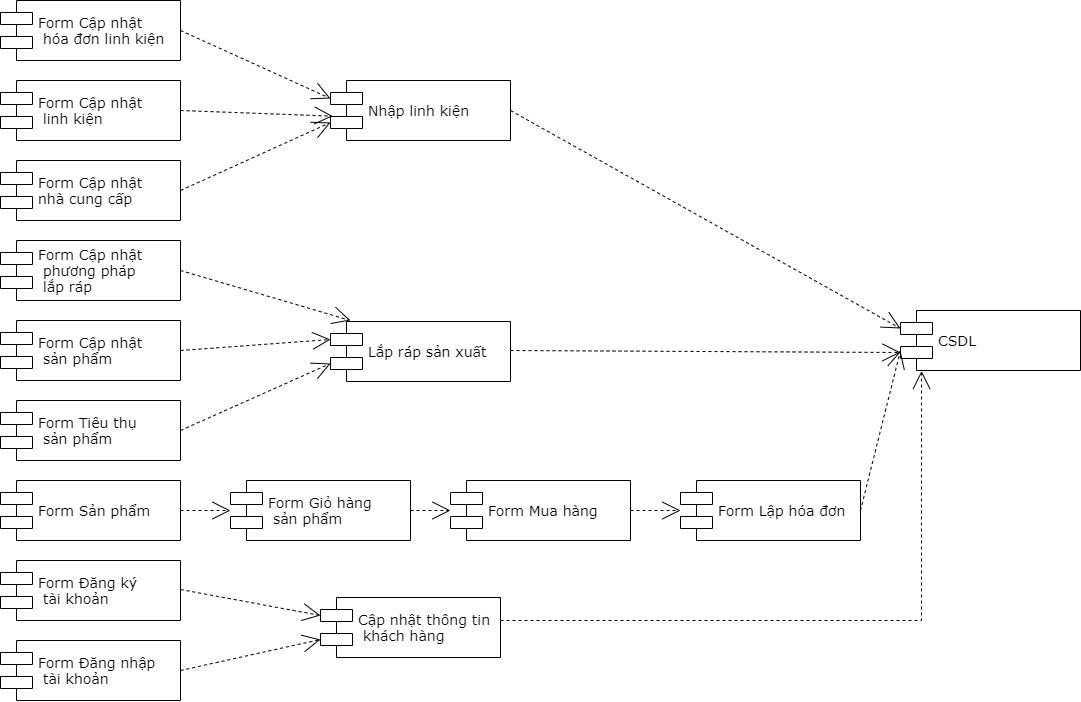 Form Cập nhật
hóa đơn linh kiện
Form Cập nhật
linh kiện
Nhập linh kiện
Form Cập nhật
nhà cung cấp
Form Cập nhật
phương pháp
lắp ráp
Form Cập nhật
sản phẩm
Lắp ráp sản xuất
CSDL
Form Tiêu thụ
sản phẩm
Form Sản phẩm
Form Giỏ hàng
sản phẩm
Form Mua hàng
Form Lập hóa đơn
Form Đăng ký
tài khoản
Cập nhật thông tin
khách hàng
Form Đăng nhập
tài khoản